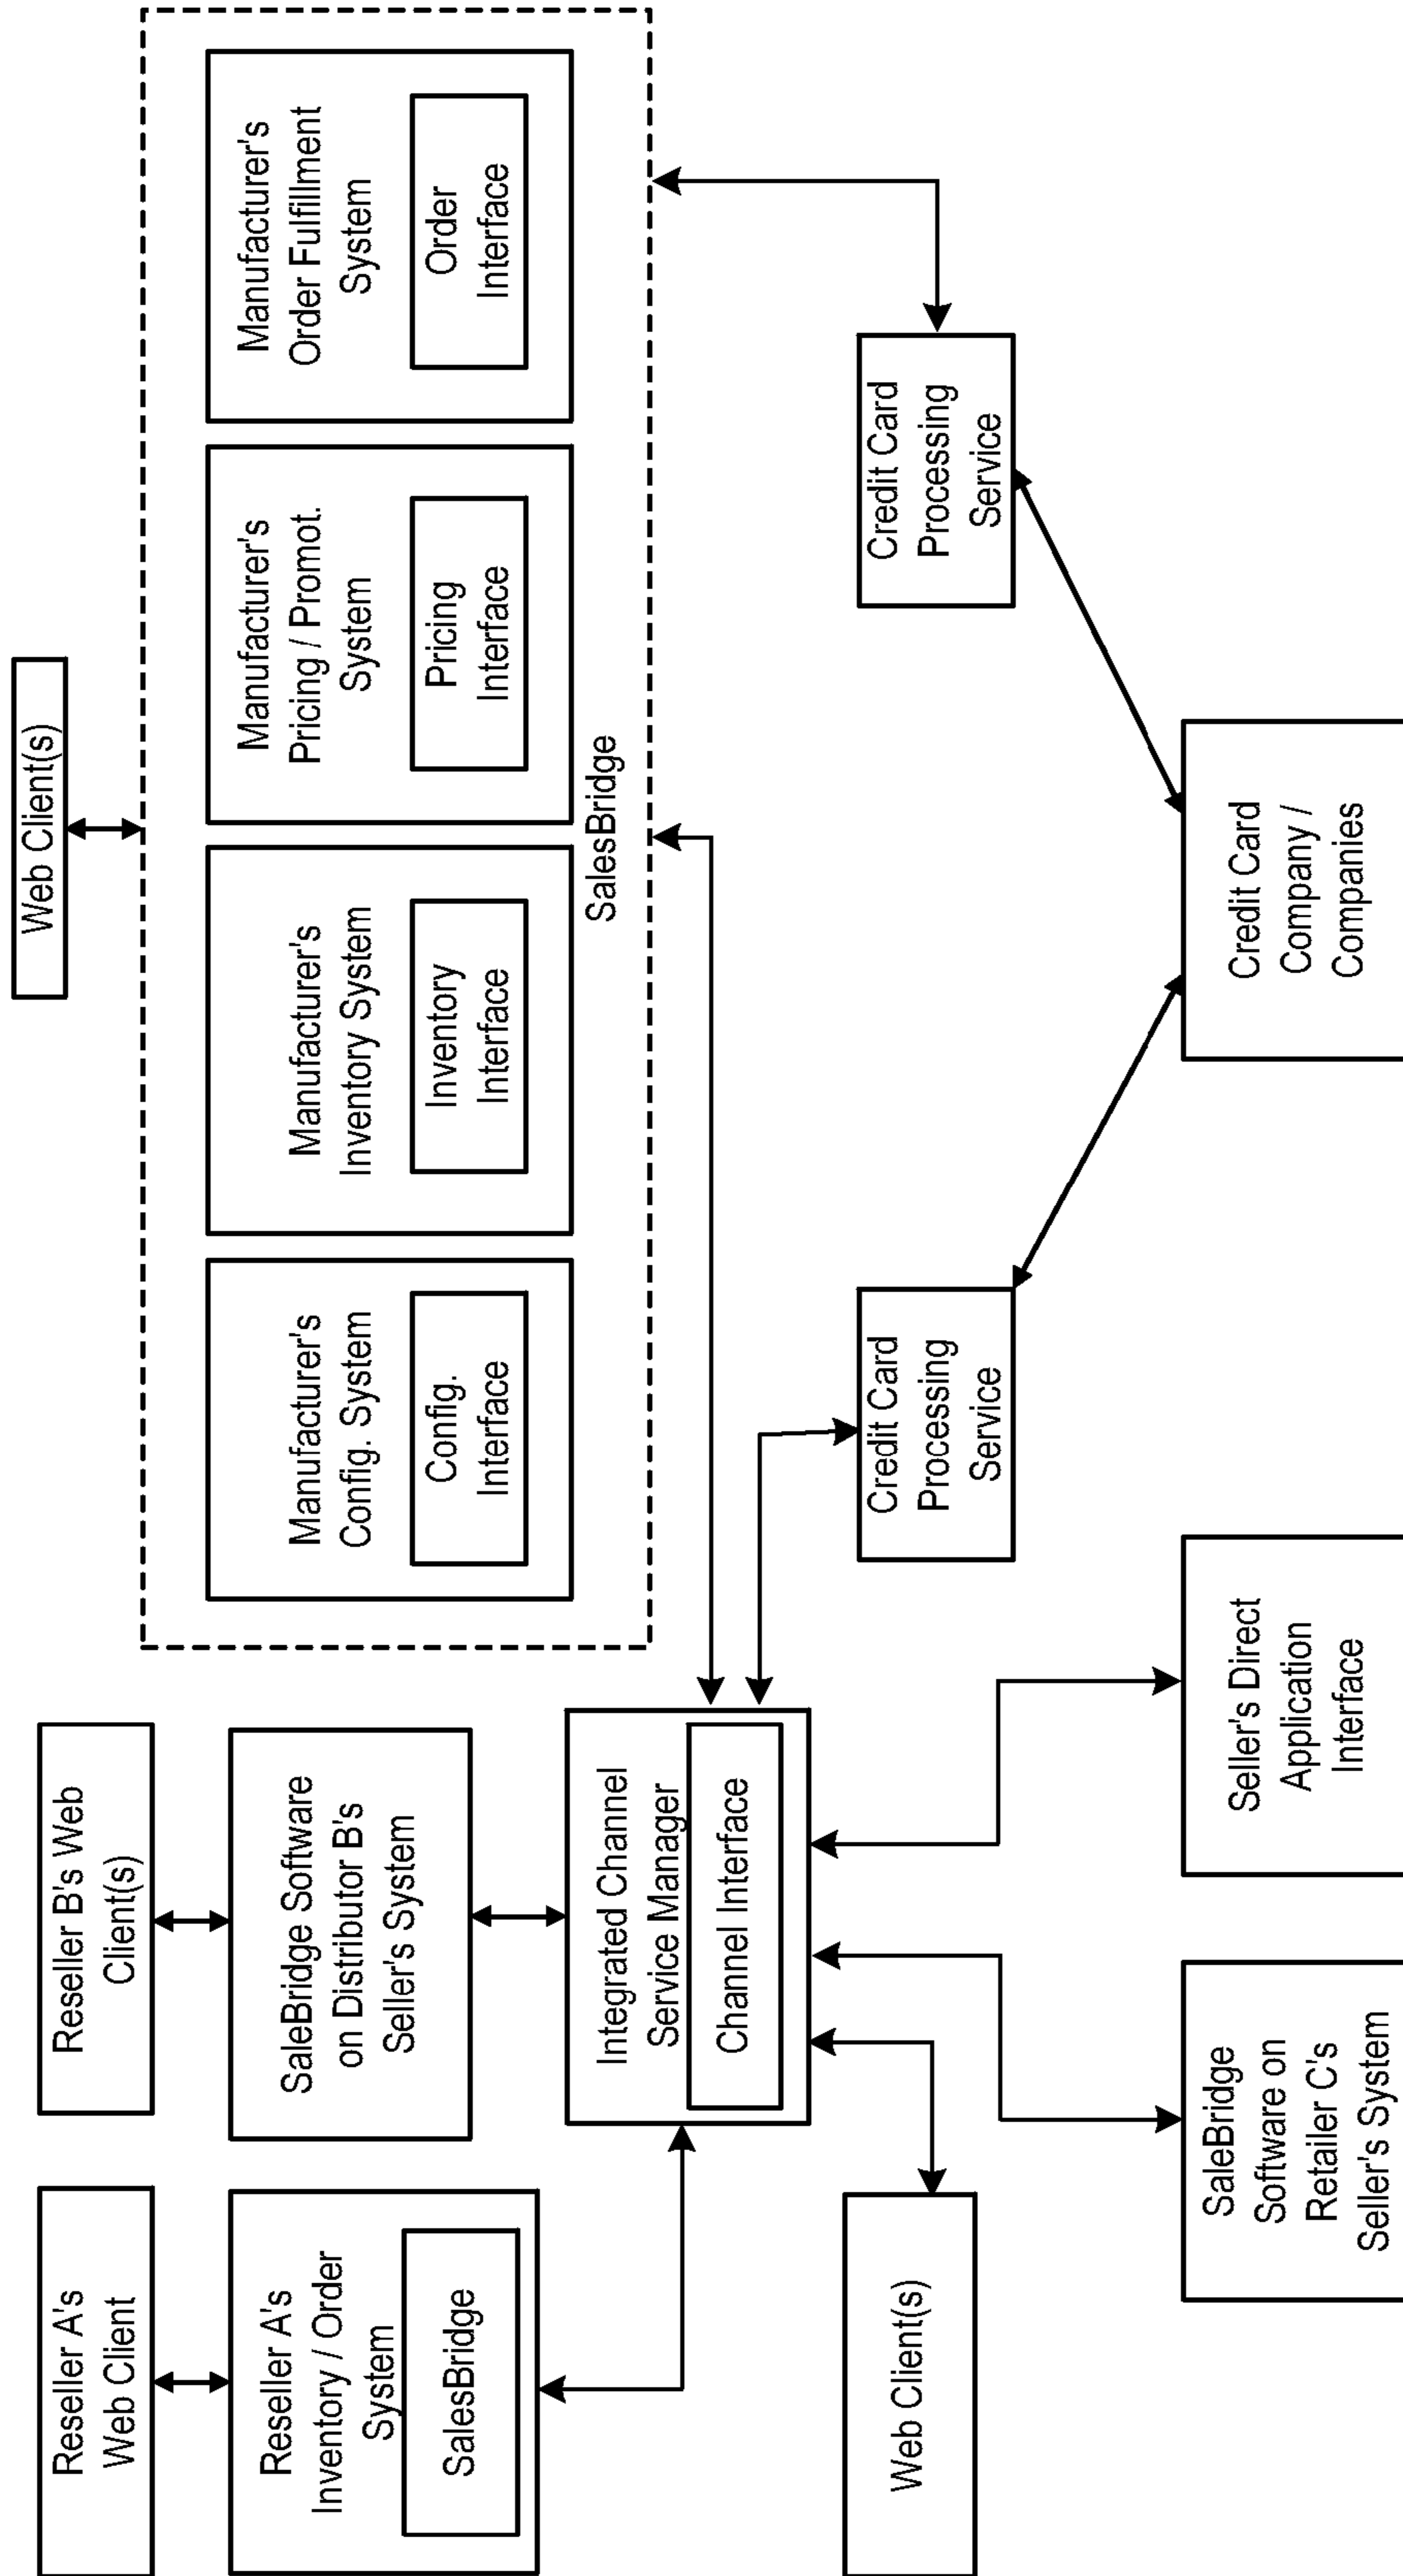 Reseller A's
Web Client
Reseller B's Web
Client(s)
Web Client(s)
Reseller A's
Inventory / Order
System
SalesBridge
SaleBridge Software
on Distributor B's
Seller's System
Manufacturer's
Config. System
Config.
Interface
Manufacturer's
Inventory System
Inventory
Interface
Manufacturer's
Pricing / Promot.
System
Pricing
Interface
Manufacturer's
Order Fulfillment
System
Order
Interface
SalesBridge
Integrated Channel
Service Manager
Channel Interface
Web Client(s)
Credit Card
Processing
Service
Credit Card
Processing
Service
SaleBridge
Software on
Retailer C's
Seller's System
Seller's Direct
Application
Interface
Credit Card
Company /
Companies